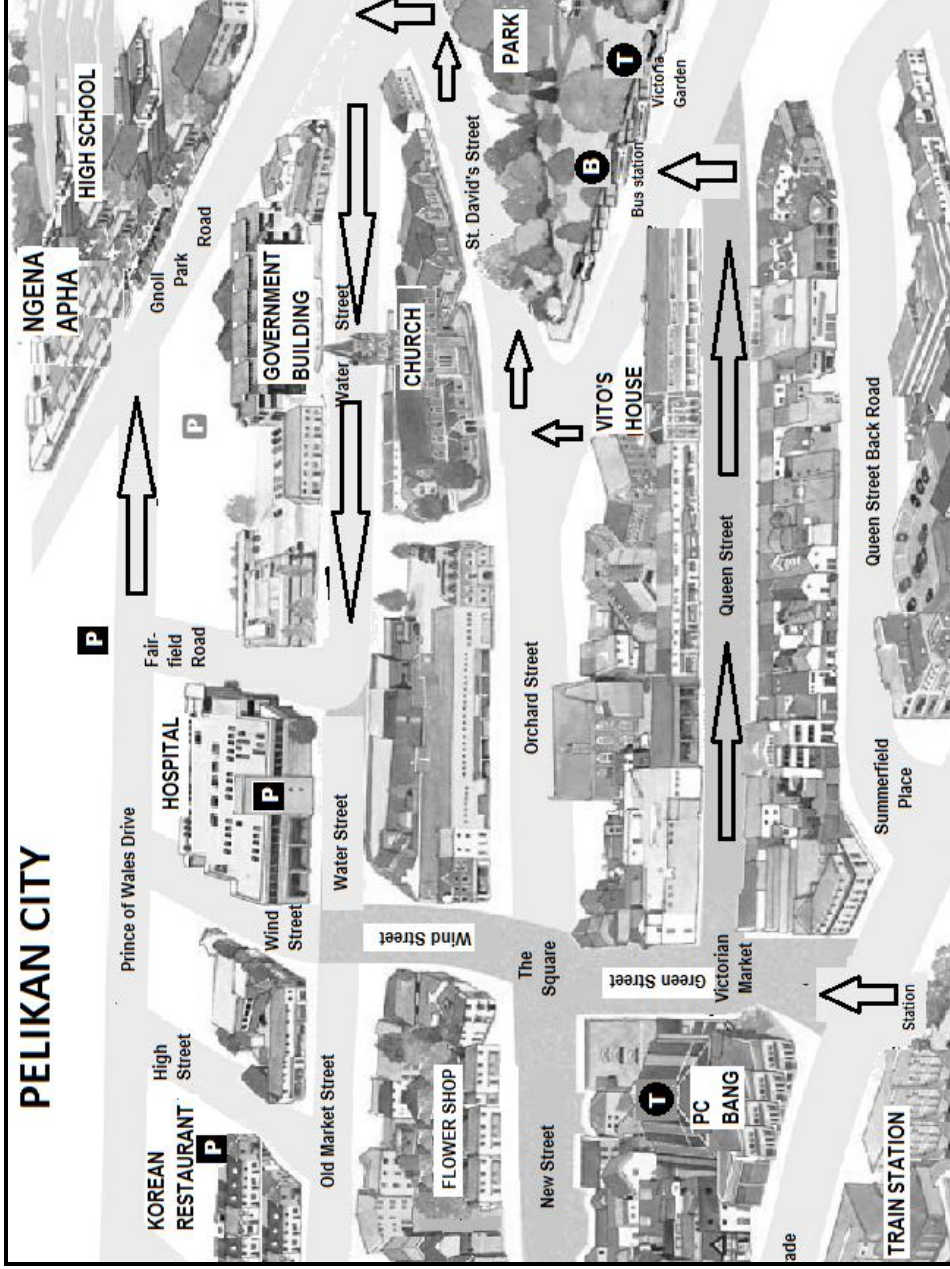 PELIKAN CITY
KOREAN
RESTAURANT
P
High
Street
Prince of Wales Drive
HOSPITAL
P
Wind
Street
P
Fair-
field
Road
P
Gnoll
Park
Road
NGENA
APHA
HIGH SCHOOL
GOVERNMENT
BUILDING
Old Market Street
Water Street
Water Street
FLOWER SHOP
Wind Street
CHURCH
St. David's Street
PARK
New Street
The
Square
Orchard Street
VITO'S
HOUSE
B
Bus station
T
Victoria
Garden
T
PC
BANG
Green Street
Victorian
Market
Queen Street
TRAIN STATION
Station
Summerfield
Place
Queen Street Back Road
ade